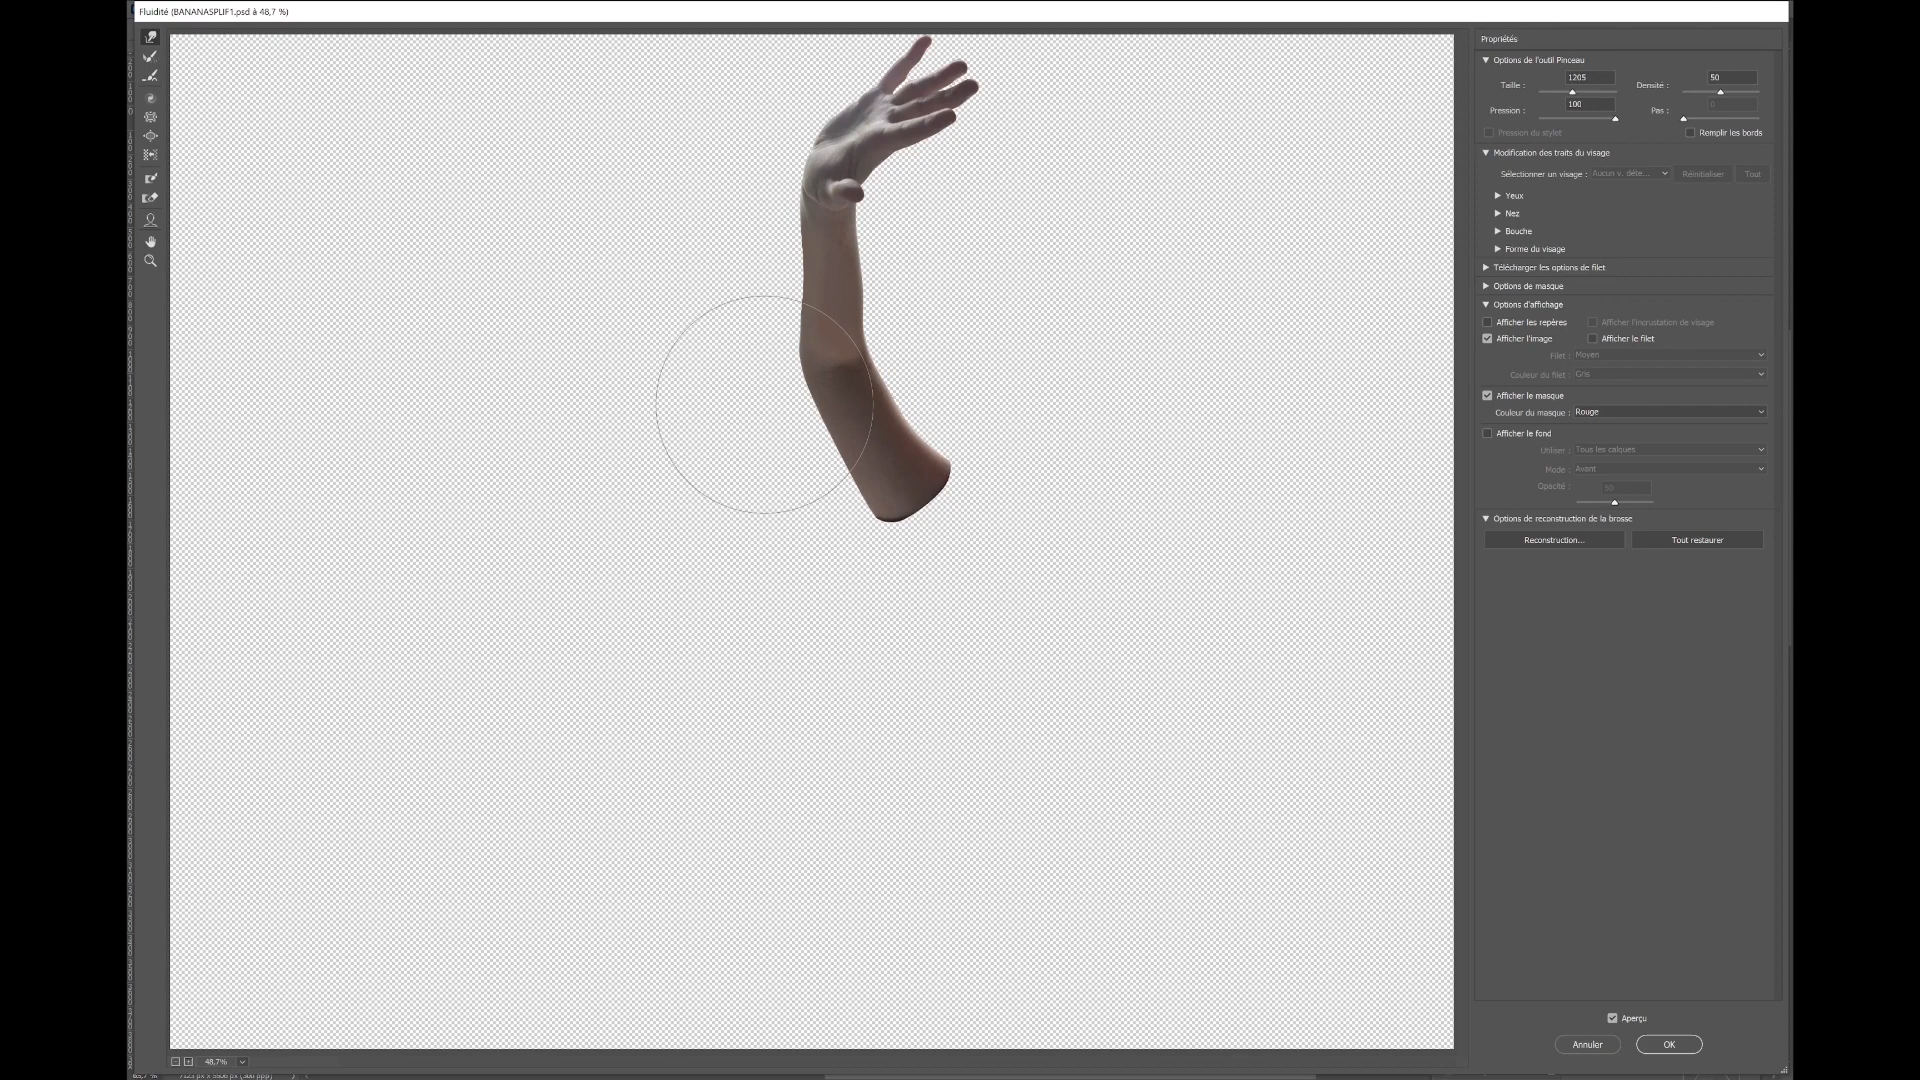 Fluidité (BANANASPLIF1.psd à 48,7 %)
Propriétés
Options de l'outil Pinceau
Taille : 1205 Densité : 50
Pression : 100 Pas : 0
Pression du stylet Remplir les bords
Modification des traits du visage
Sélectionner un visage : Aucun v. déte... Réinitialiser Tout
Yeux
Nez
Bouche
Forme du visage
Télécharger les options de filet
Options de masque
Options d'affichage
Afficher les repères Afficher l'incrustation de visage
Afficher l'image Afficher le filet
Filet : Moyen
Couleur du filet : Gris
Afficher le masque
Couleur du masque : Rouge
Afficher le fond
Utiliser : Tous les calques
Mode : Avant
Opacité : 50
Options de reconstruction de la brosse
Reconstruction... Tout restaurer
Aperçu
Annuler OK
48,7%